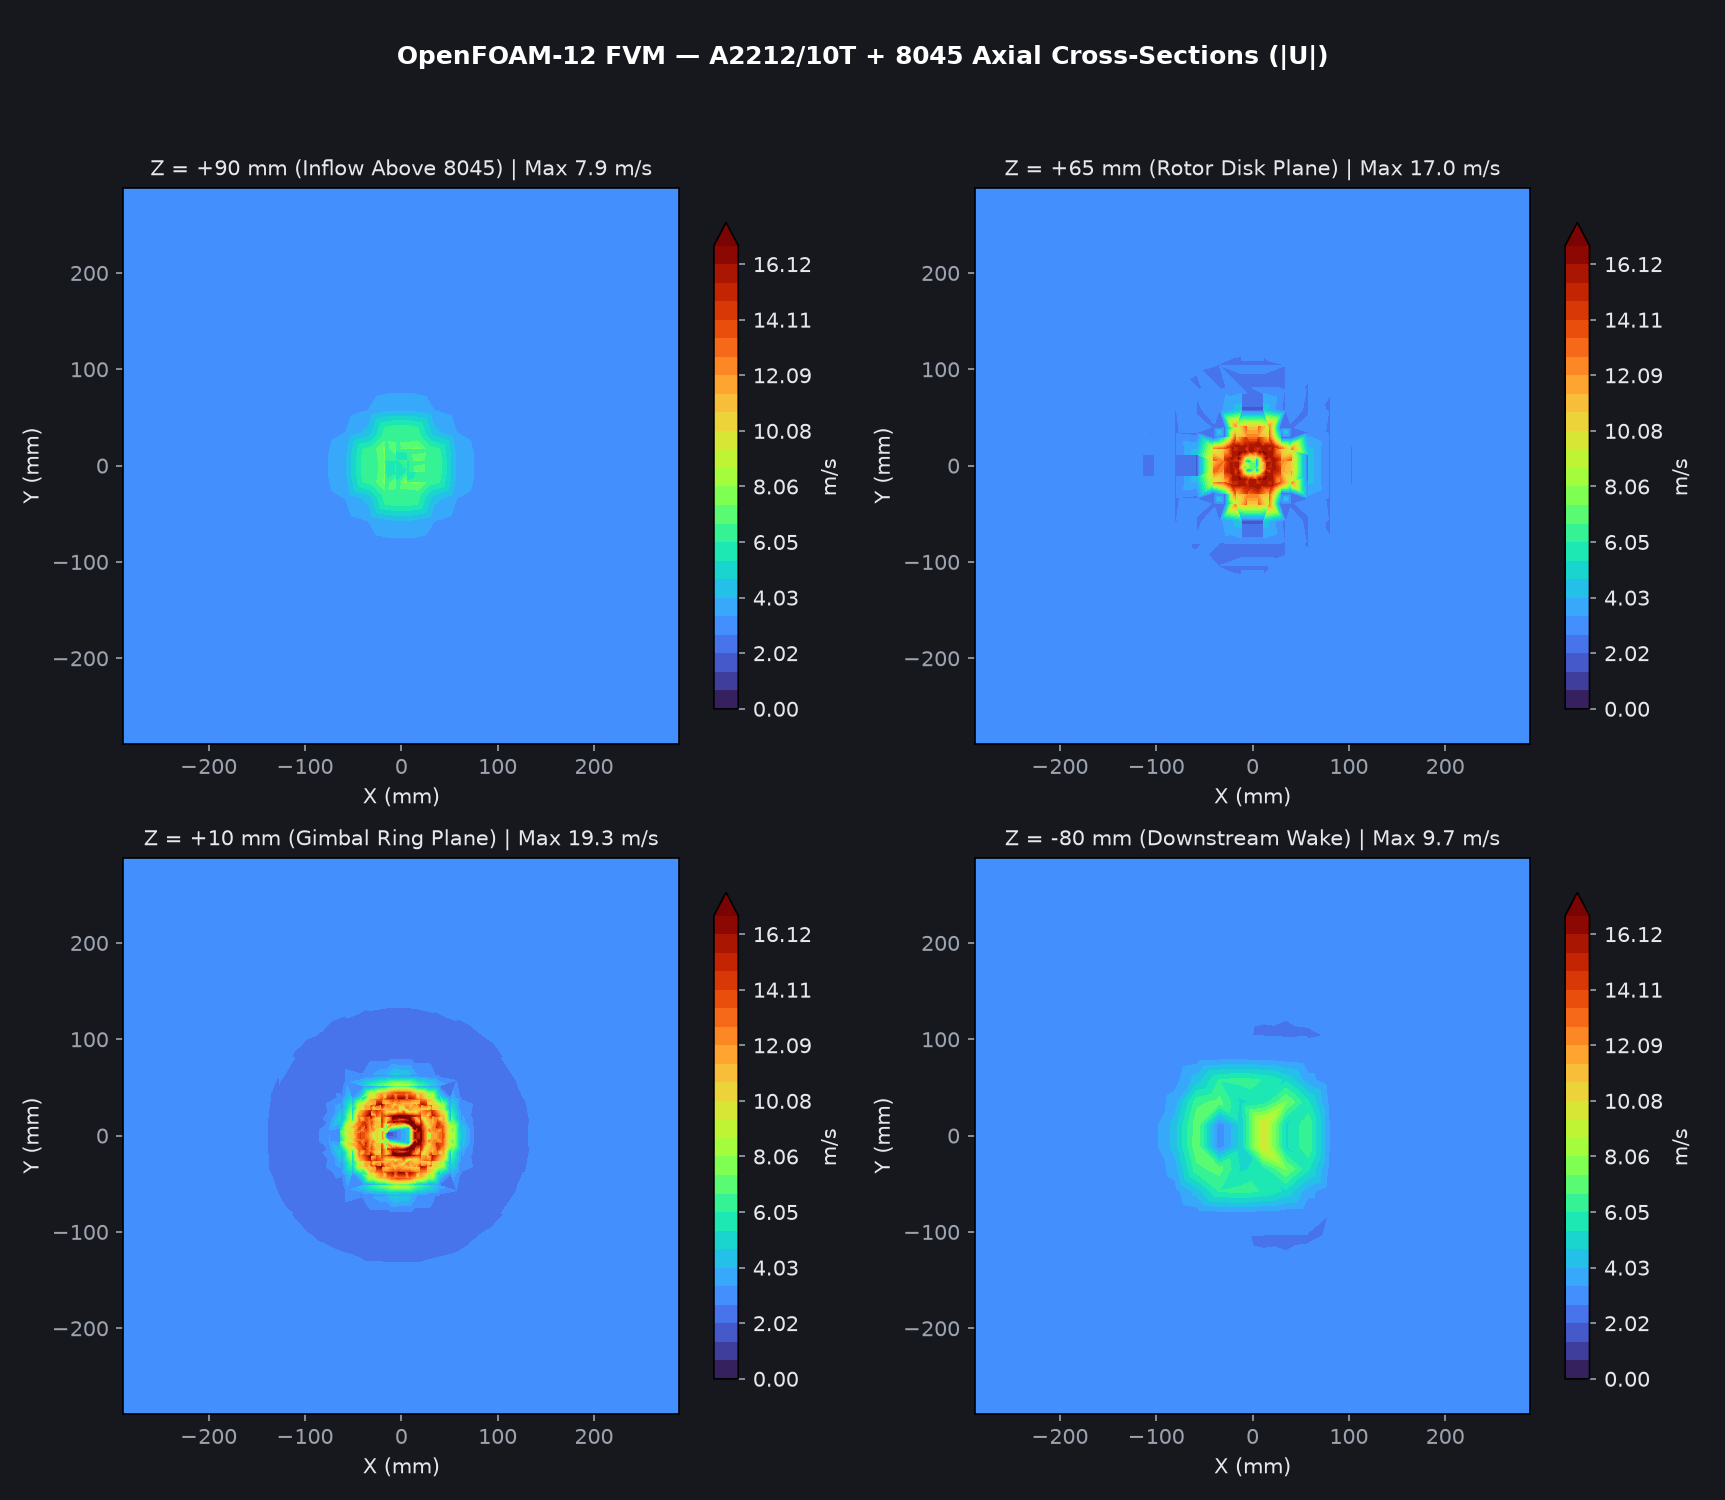 OpenFOAM-12 FVM — A2212/10T + 8045 Axial Cross-Sections (|U|)
Z = +90 mm (Inflow Above 8045) | Max 7.9 m/s
200
100
0
−100
−200
Y (mm)
−200 −100 0 100 200
X (mm)
16.12
14.11
12.09
10.08
8.06
6.05
4.03
2.02
0.00
m/s
Z = +65 mm (Rotor Disk Plane) | Max 17.0 m/s
200
100
0
−100
−200
Y (mm)
−200 −100 0 100 200
X (mm)
16.12
14.11
12.09
10.08
8.06
6.05
4.03
2.02
0.00
m/s
Z = +10 mm (Gimbal Ring Plane) | Max 19.3 m/s
200
100
0
−100
−200
Y (mm)
−200 −100 0 100 200
X (mm)
16.12
14.11
12.09
10.08
8.06
6.05
4.03
2.02
0.00
m/s
Z = -80 mm (Downstream Wake) | Max 9.7 m/s
200
100
0
−100
−200
Y (mm)
−200 −100 0 100 200
X (mm)
16.12
14.11
12.09
10.08
8.06
6.05
4.03
2.02
0.00
m/s